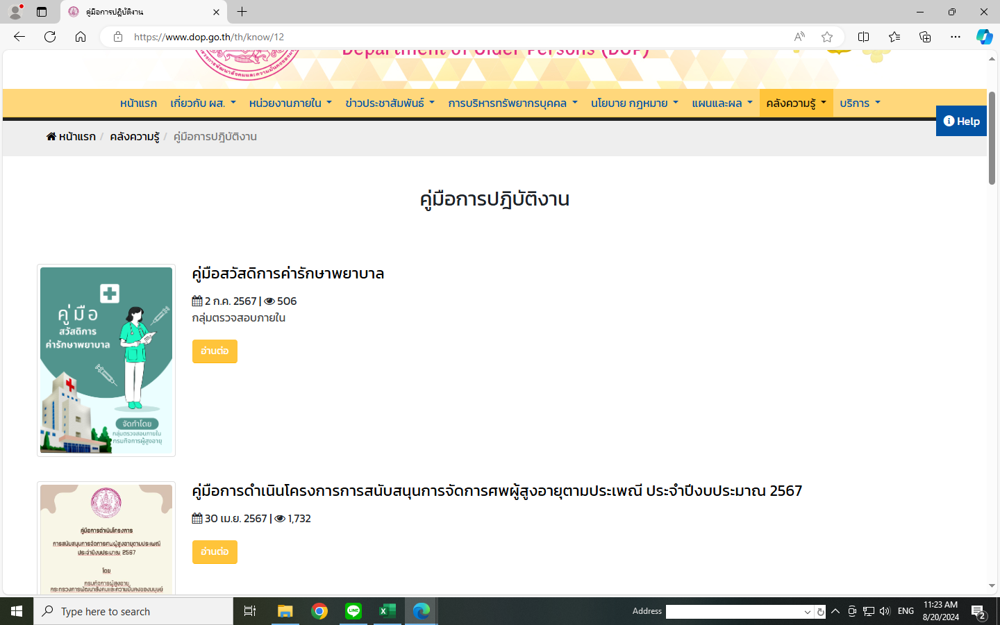 คู่มือการปฎิบัติงาน
https://www.dop.go.th/th/know/12
Department of Older Persons (DOP)
หน้าแรก เกี่ยวกับ ผส. หน่วยงานภายใน ข่าวประชาสัมพันธ์ การบริหารทรัพยากรบุคคล นโยบาย กฎหมาย แผนและผล คลังความรู้ บริการ
Help
หน้าแรก / คลังความรู้ / คู่มือการปฎิบัติงาน
คู่มือการปฎิบัติงาน
คู่มือ
สวัสดิการ
ค่ารักษาพยาบาล
จัดทำโดย
กลุ่มตรวจสอบภายใน
กรมกิจการผู้สูงอายุ
คู่มือสวัสดิการค่ารักษาพยาบาล
2 ก.ค. 2567 | 506
กลุ่มตรวจสอบภายใน
อ่านต่อ
คู่มือการดำเนินโครงการ
การสนับสนุนการจัดการศพผู้สูงอายุตามประเพณี
ประจำปีงบประมาณ 2567
โดย
กรมกิจการผู้สูงอายุ
กระทรวงการพัฒนาสังคมและความมั่นคงของมนุษย์
คู่มือการดำเนินโครงการการสนับสนุนการจัดการศพผู้สูงอายุตามประเพณี ประจำปีงบประมาณ 2567
30 เม.ย. 2567 | 1,732
อ่านต่อ
Type here to search
Address
ENG
11:23 AM
8/20/2024
2